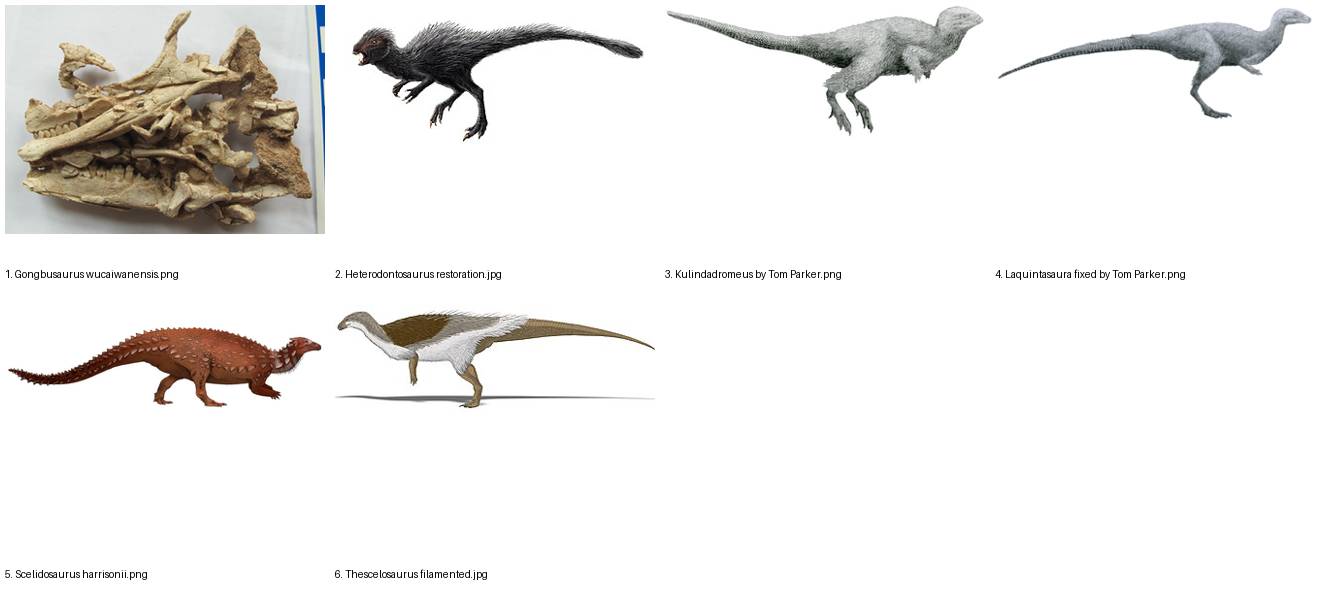 1. Gongbusaurus wucaiwanensis.png
2. Heterodontosaurus restoration.jpg
3. Kulindadromeus by Tom Parker.png
4. Laquintasaura fixed by Tom Parker.png
5. Scelidosaurus harrisonii.png
6. Thescelosaurus filamented.jpg